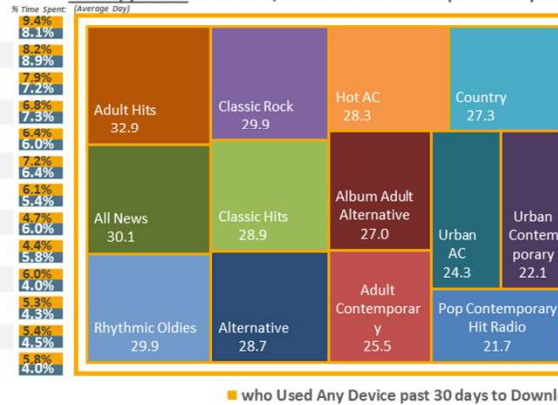 % Time Spent: (Average Day)
9.4%
8.1%
8.2%
8.9%
7.9%
7.2%
6.8%
7.3%
6.4%
6.0%
7.2%
6.4%
6.1%
5.4%
4.7%
6.0%
4.4%
5.8%
6.0%
4.0%
5.3%
4.3%
5.4%
4.5%
5.8%
4.0%
Adult Hits
32.9
Classic Rock
29.9
Hot AC
28.3
Country
27.3
All News
30.1
Classic Hits
28.9
Album Adult
Alternative
27.0
Urban
AC
24.3
Urban
Contem
porary
22.1
Rhythmic Oldies
29.9
Alternative
28.7
Adult
Contemporar
y
25.5
Pop Contemporary
Hit Radio
21.7
who Used Any Device past 30 days to Downl